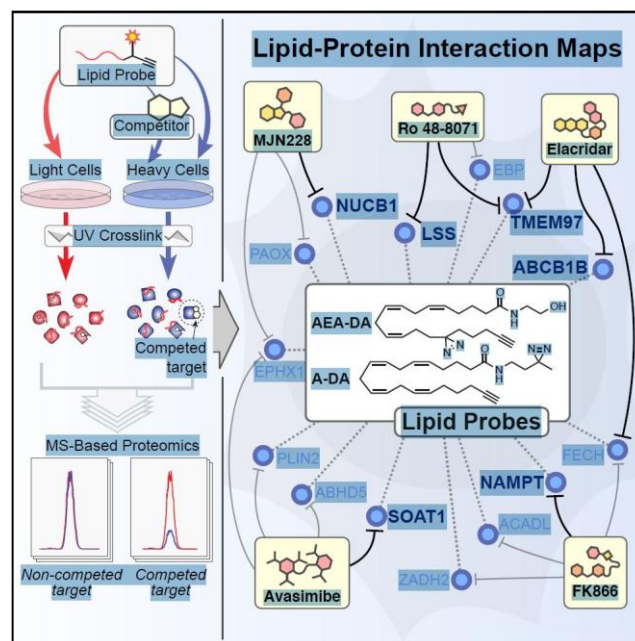 Lipid Probe
Competitor
Light Cells
Heavy Cells
UV Crosslink
Competed
target
MS-Based Proteomics
Non-competed
target
Competed
target
Lipid-Protein Interaction Maps
MJN228
Ro 48-8071
Elacridar
EBP
NUCB1
LSS
TMEM97
PAOX
ABCB1B
O
OH
AEA-DA
N
H
N
N
O
N
N
A-DA
N
H
EPHX1
Lipid Probes
PLIN2
FECH
ABHD5
NAMPT
SOAT1
ACADL
ZADH2
Avasimibe
FK866